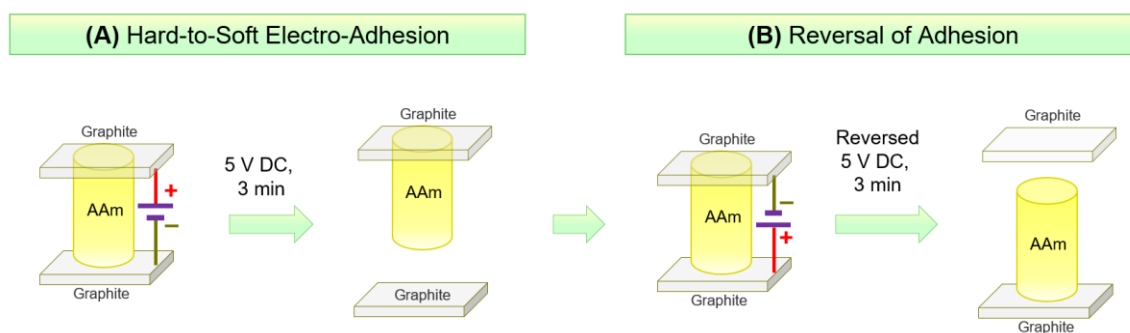 (A) Hard-to-Soft Electro-Adhesion
(B) Reversal of Adhesion
Graphite
AAm
+
−
Graphite
5 V DC,
3 min
Graphite
AAm
Graphite
Graphite
AAm
−
+
Graphite
Reversed
5 V DC,
3 min
Graphite
AAm
Graphite